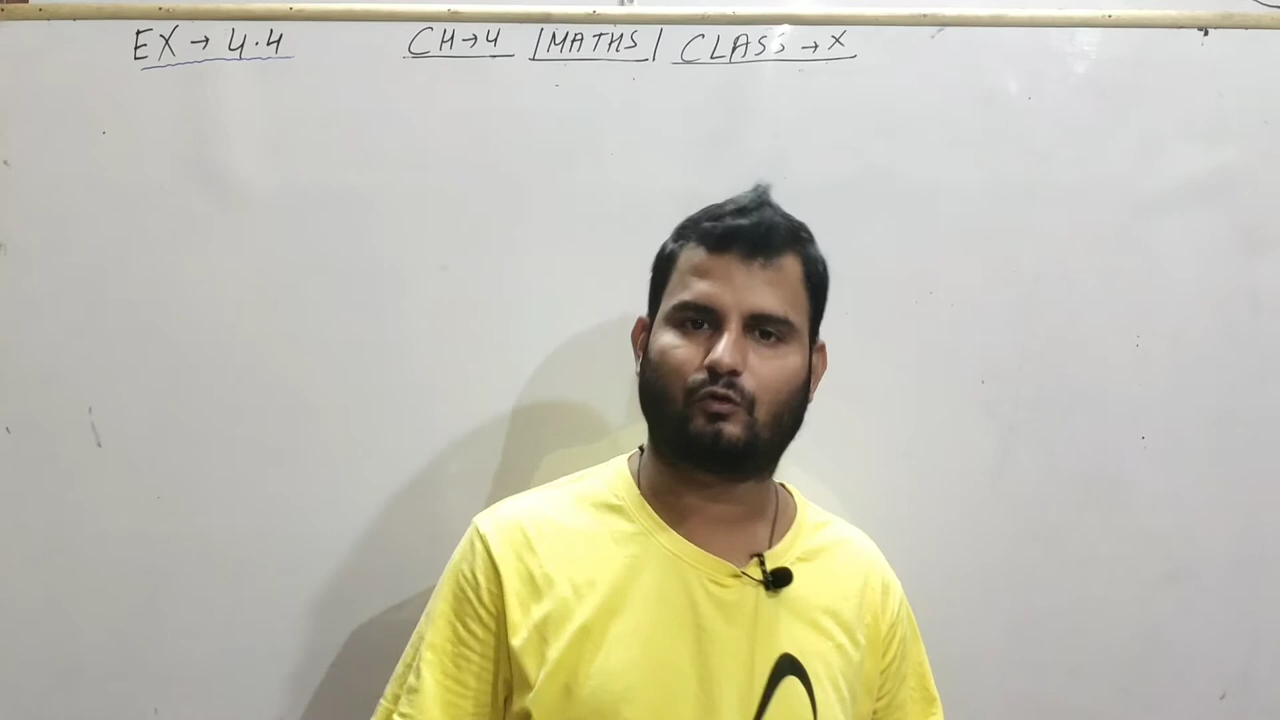 EX → 4.4 CH → 4 | MATHS | CLASS → X